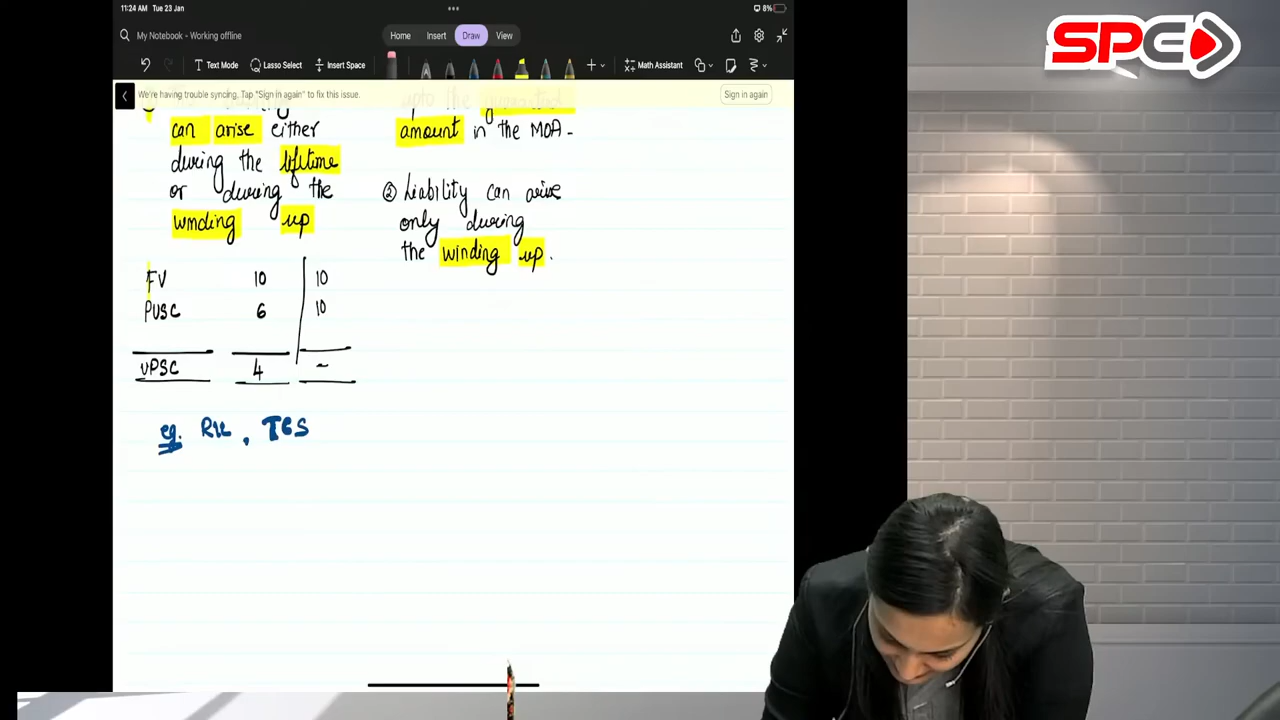 11:24 AM Tue 23 Jan
8%
My Notebook - Working offline
Home Insert Draw View
Text Mode Lasso Select Insert Space Math Assistant
We're having trouble syncing, Tap "Sign in again" to fix this issue.
Sign in again
can arise either
during the lifetime
or during the
winding up
FV 10 10
PUSC 6 10
UPSC 4 -
eg. RIL, TCS
upto the
amount in the MOA-
② Liability can arise
only during
the winding up.
SPC